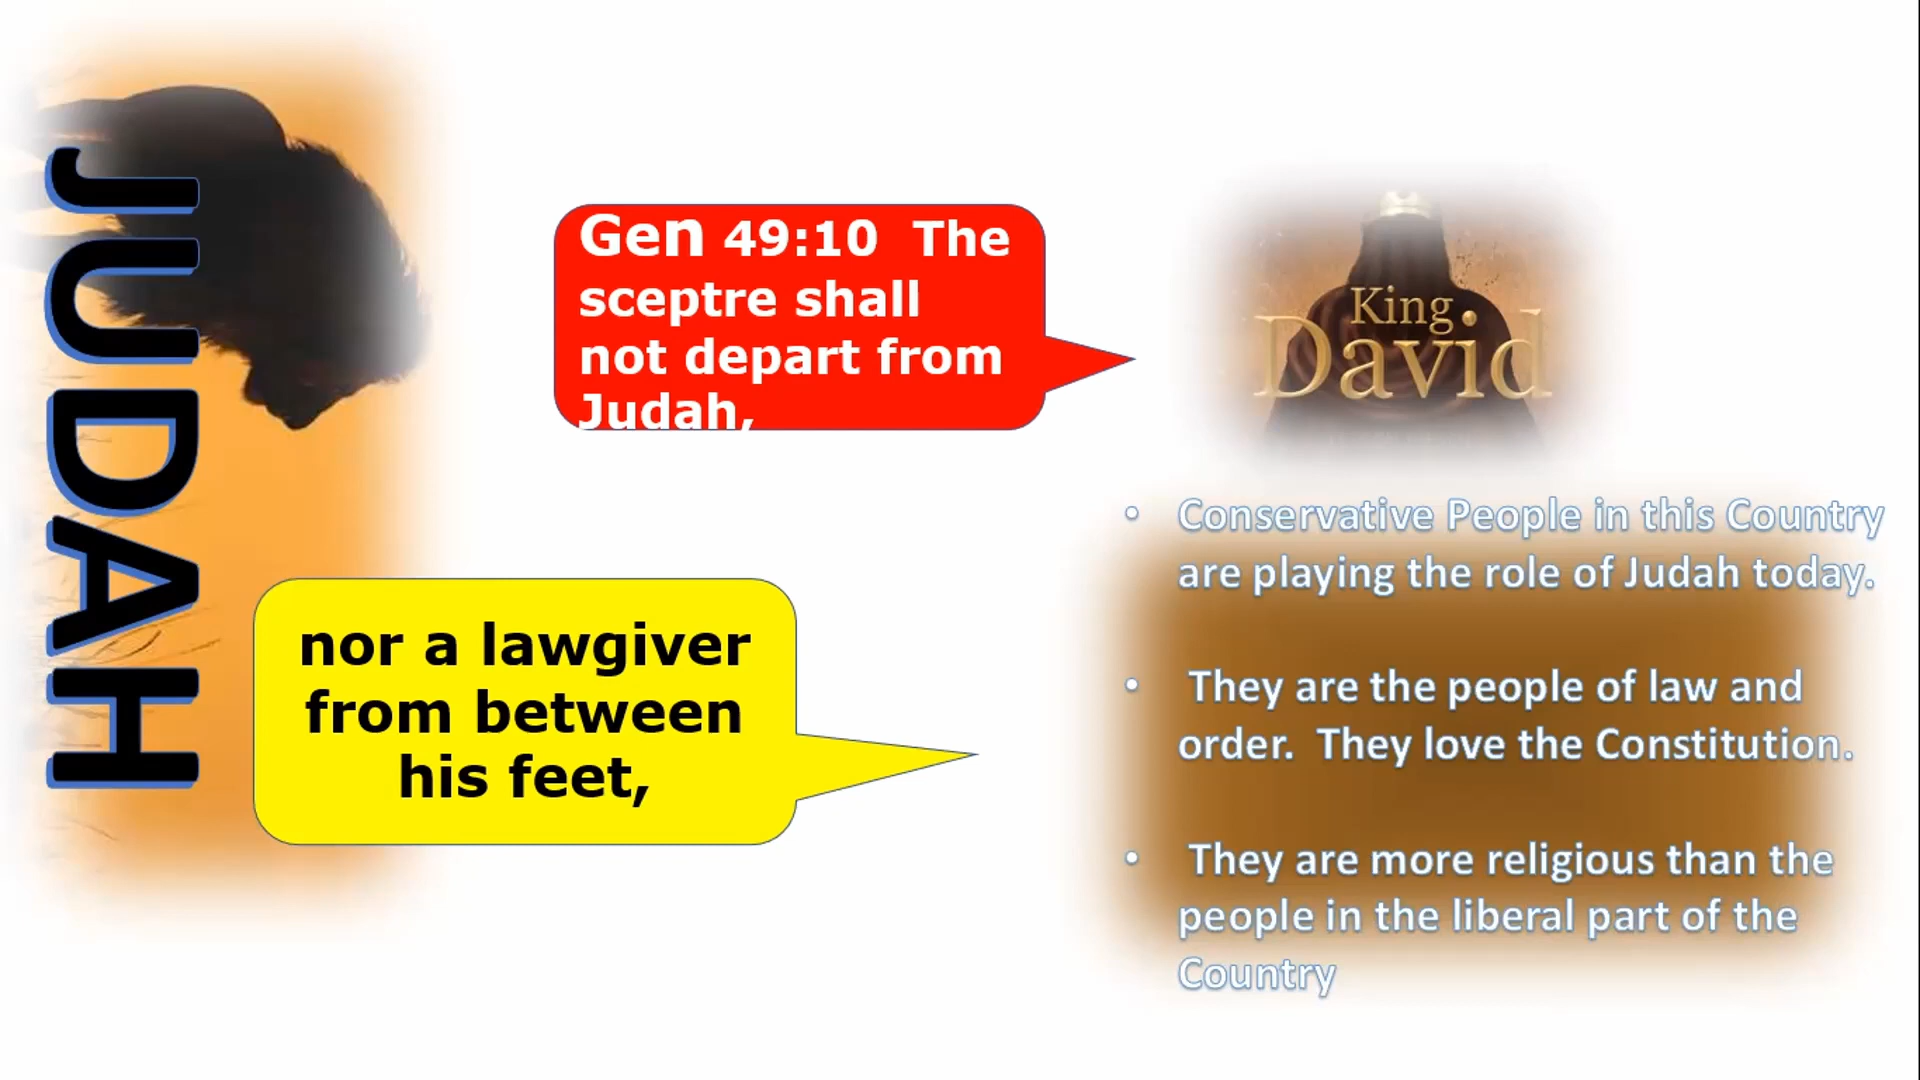 JUDAH
Gen 49:10  The
sceptre shall
not depart from
Judah,
King
David
nor a lawgiver
from between
his feet,
• Conservative People in this Country
are playing the role of Judah today.
• They are the people of law and
order.  They love the Constitution.
• They are more religious than the
people in the liberal part of the
Country